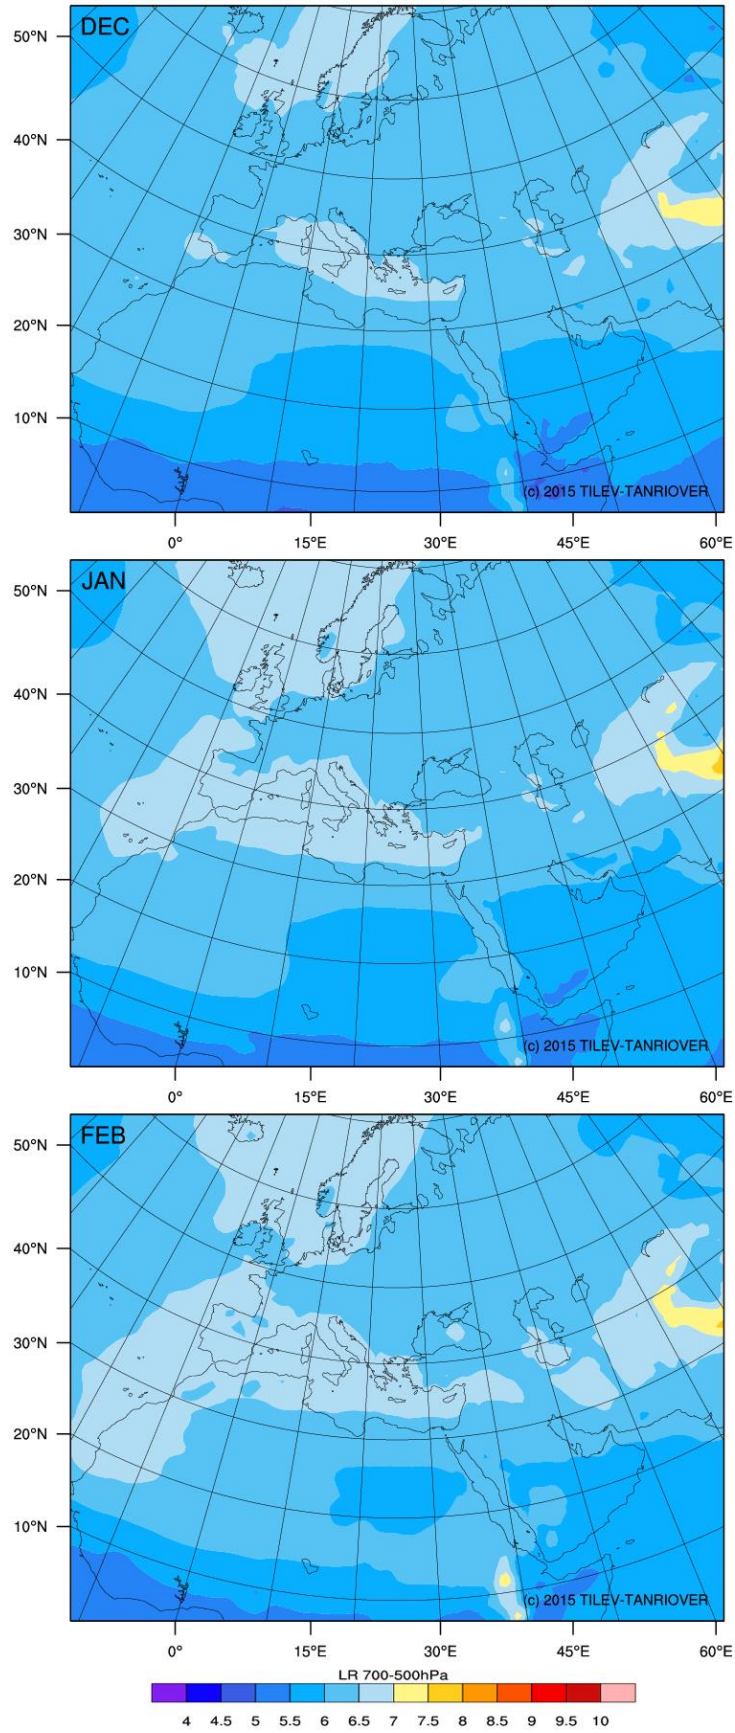 DEC
50°N
40°N
30°N
20°N
10°N
(c) 2015 TILEV-TANRIOVER
0° 15°E 30°E 45°E 60°E
JAN
50°N
40°N
30°N
20°N
10°N
(c) 2015 TILEV-TANRIOVER
0° 15°E 30°E 45°E 60°E
FEB
50°N
40°N
30°N
20°N
10°N
(c) 2015 TILEV-TANRIOVER
0° 15°E 30°E 45°E 60°E
LR 700-500hPa
4 4.5 5 5.5 6 6.5 7 7.5 8 8.5 9 9.5 10